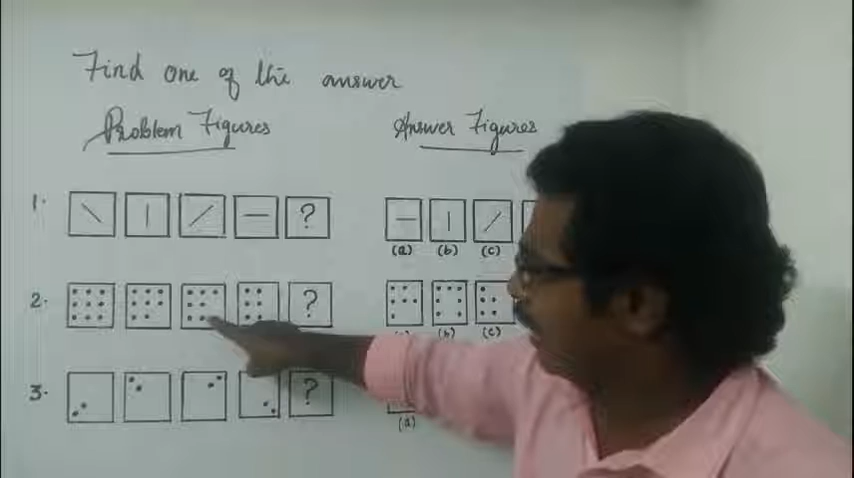 Find one of the answer
Problem Figures
Answer Figures
1.
?
(a) (b) (c)
2.
?
(b) (c)
3.
?
(a)